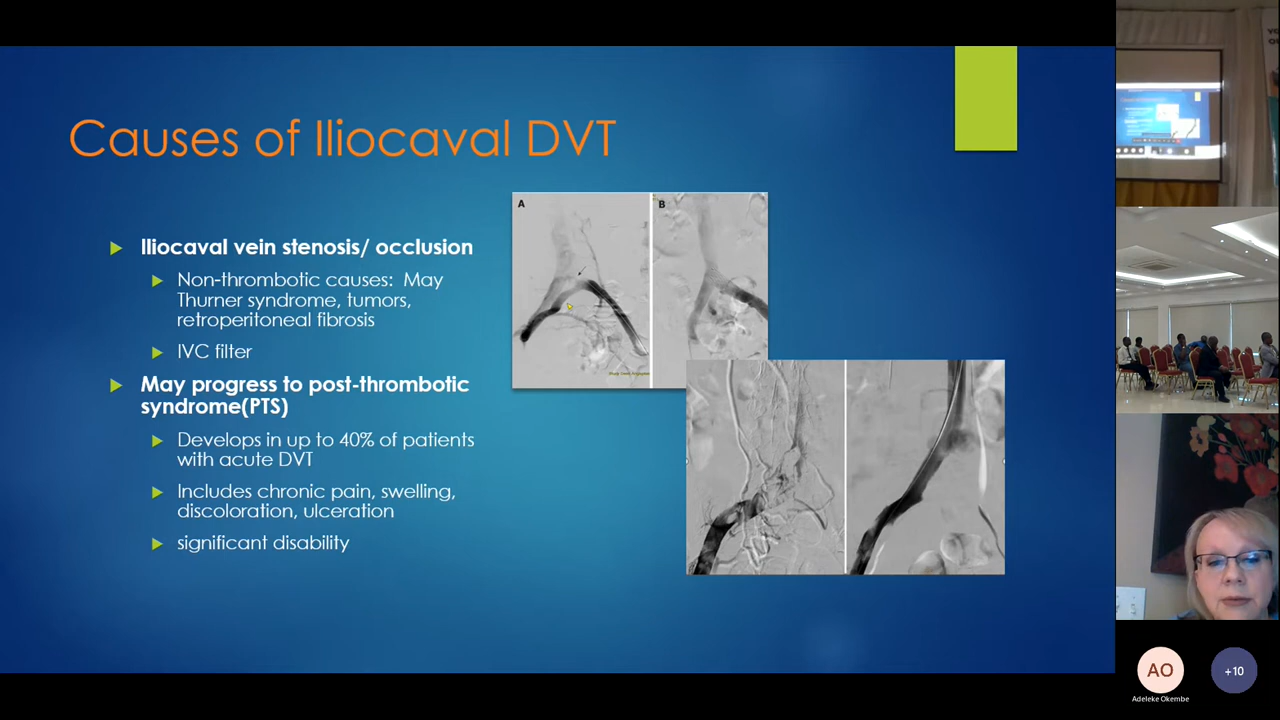 Causes of Iliocaval DVT
Iliocaval vein stenosis/ occlusion
Non-thrombotic causes: May
Thurner syndrome, tumors,
retroperitoneal fibrosis
IVC filter
May progress to post-thrombotic
syndrome(PTS)
Develops in up to 40% of patients
with acute DVT
Includes chronic pain, swelling,
discoloration, ulceration
significant disability
A
B
AO
Adeleke Okembe
+10